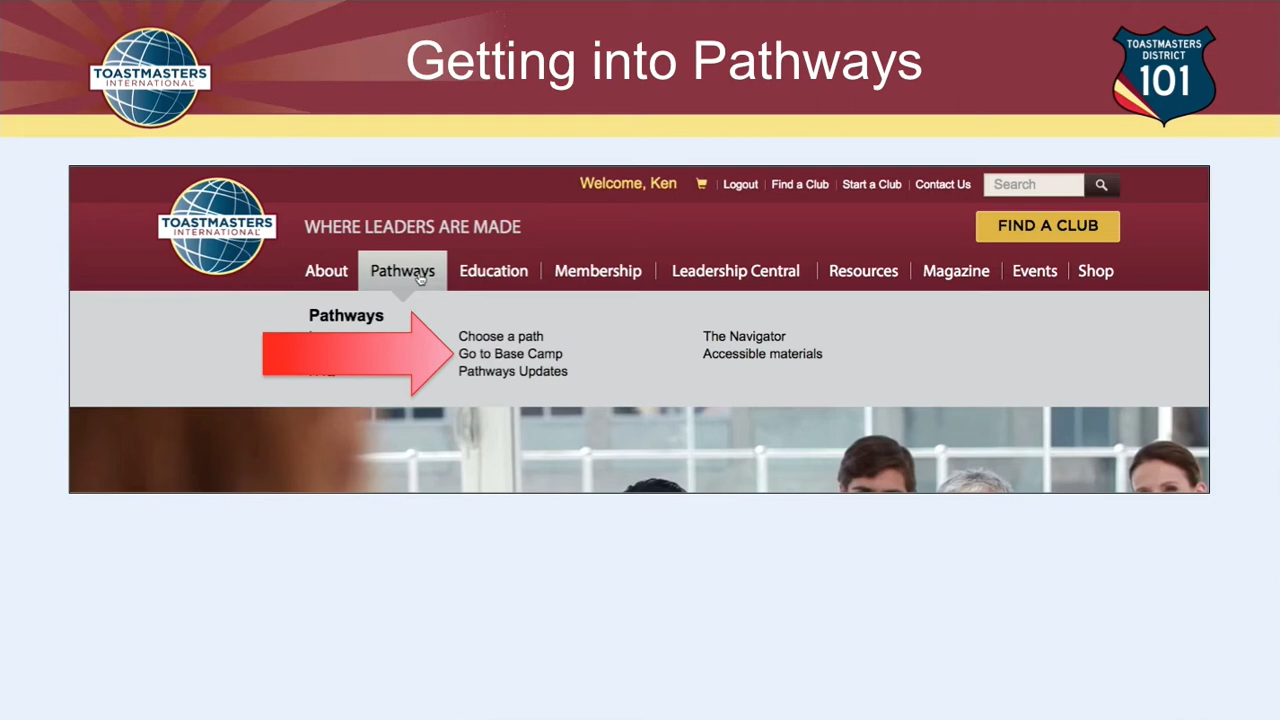 Getting into Pathways
TOASTMASTERS
INTERNATIONAL
TOASTMASTERS
DISTRICT
101
Welcome, Ken
Logout
Find a Club
Start a Club
Contact Us
Search
TOASTMASTERS
INTERNATIONAL
WHERE LEADERS ARE MADE
FIND A CLUB
About
Pathways
Education
Membership
Leadership Central
Resources
Magazine
Events
Shop
Pathways
Choose a path
Go to Base Camp
Pathways Updates
The Navigator
Accessible materials